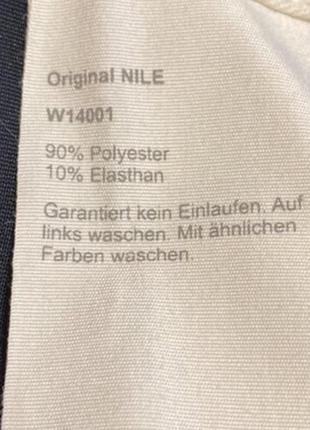 Original NILE
W14001
90% Polyester
10% Elasthan
Garantiert kein Einlaufen. Auf
links waschen. Mit ähnlichen
Farben waschen.